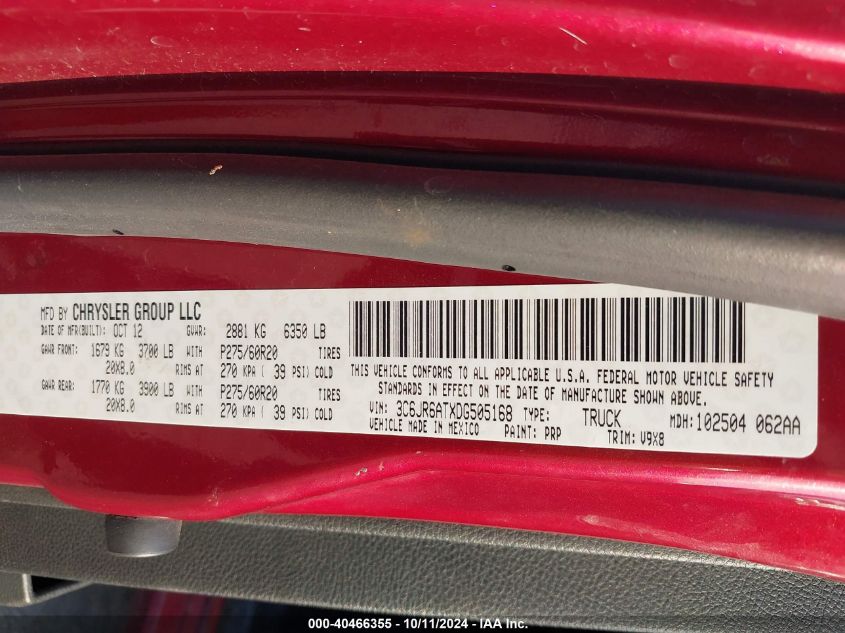 MFD BY CHRYSLER GROUP LLC
DATE OF MFR(BUILT): OCT 12 GVWR: 2881 KG 6350 LB
GAWR FRONT: 1679 KG 3700 LB WITH P275/60R20 TIRES
20X8.0 RIMS AT 270 KPA ( 39 PSI) COLD
GAWR REAR: 1770 KG 3900 LB WITH P275/60R20 TIRES
20X8.0 RIMS AT 270 KPA ( 39 PSI) COLD
THIS VEHICLE CONFORMS TO ALL APPLICABLE U.S.A. FEDERAL MOTOR VEHICLE SAFETY
STANDARDS IN EFFECT ON THE DATE OF MANUFACTURE SHOWN ABOVE.
VIN: 3C6JR6ATXDG505168 TYPE: TRUCK MDH:102504 062AA
VEHICLE MADE IN MEXICO PAINT: PRP TRIM: V9X8
000-40466355 - 10/11/2024 - IAA Inc.